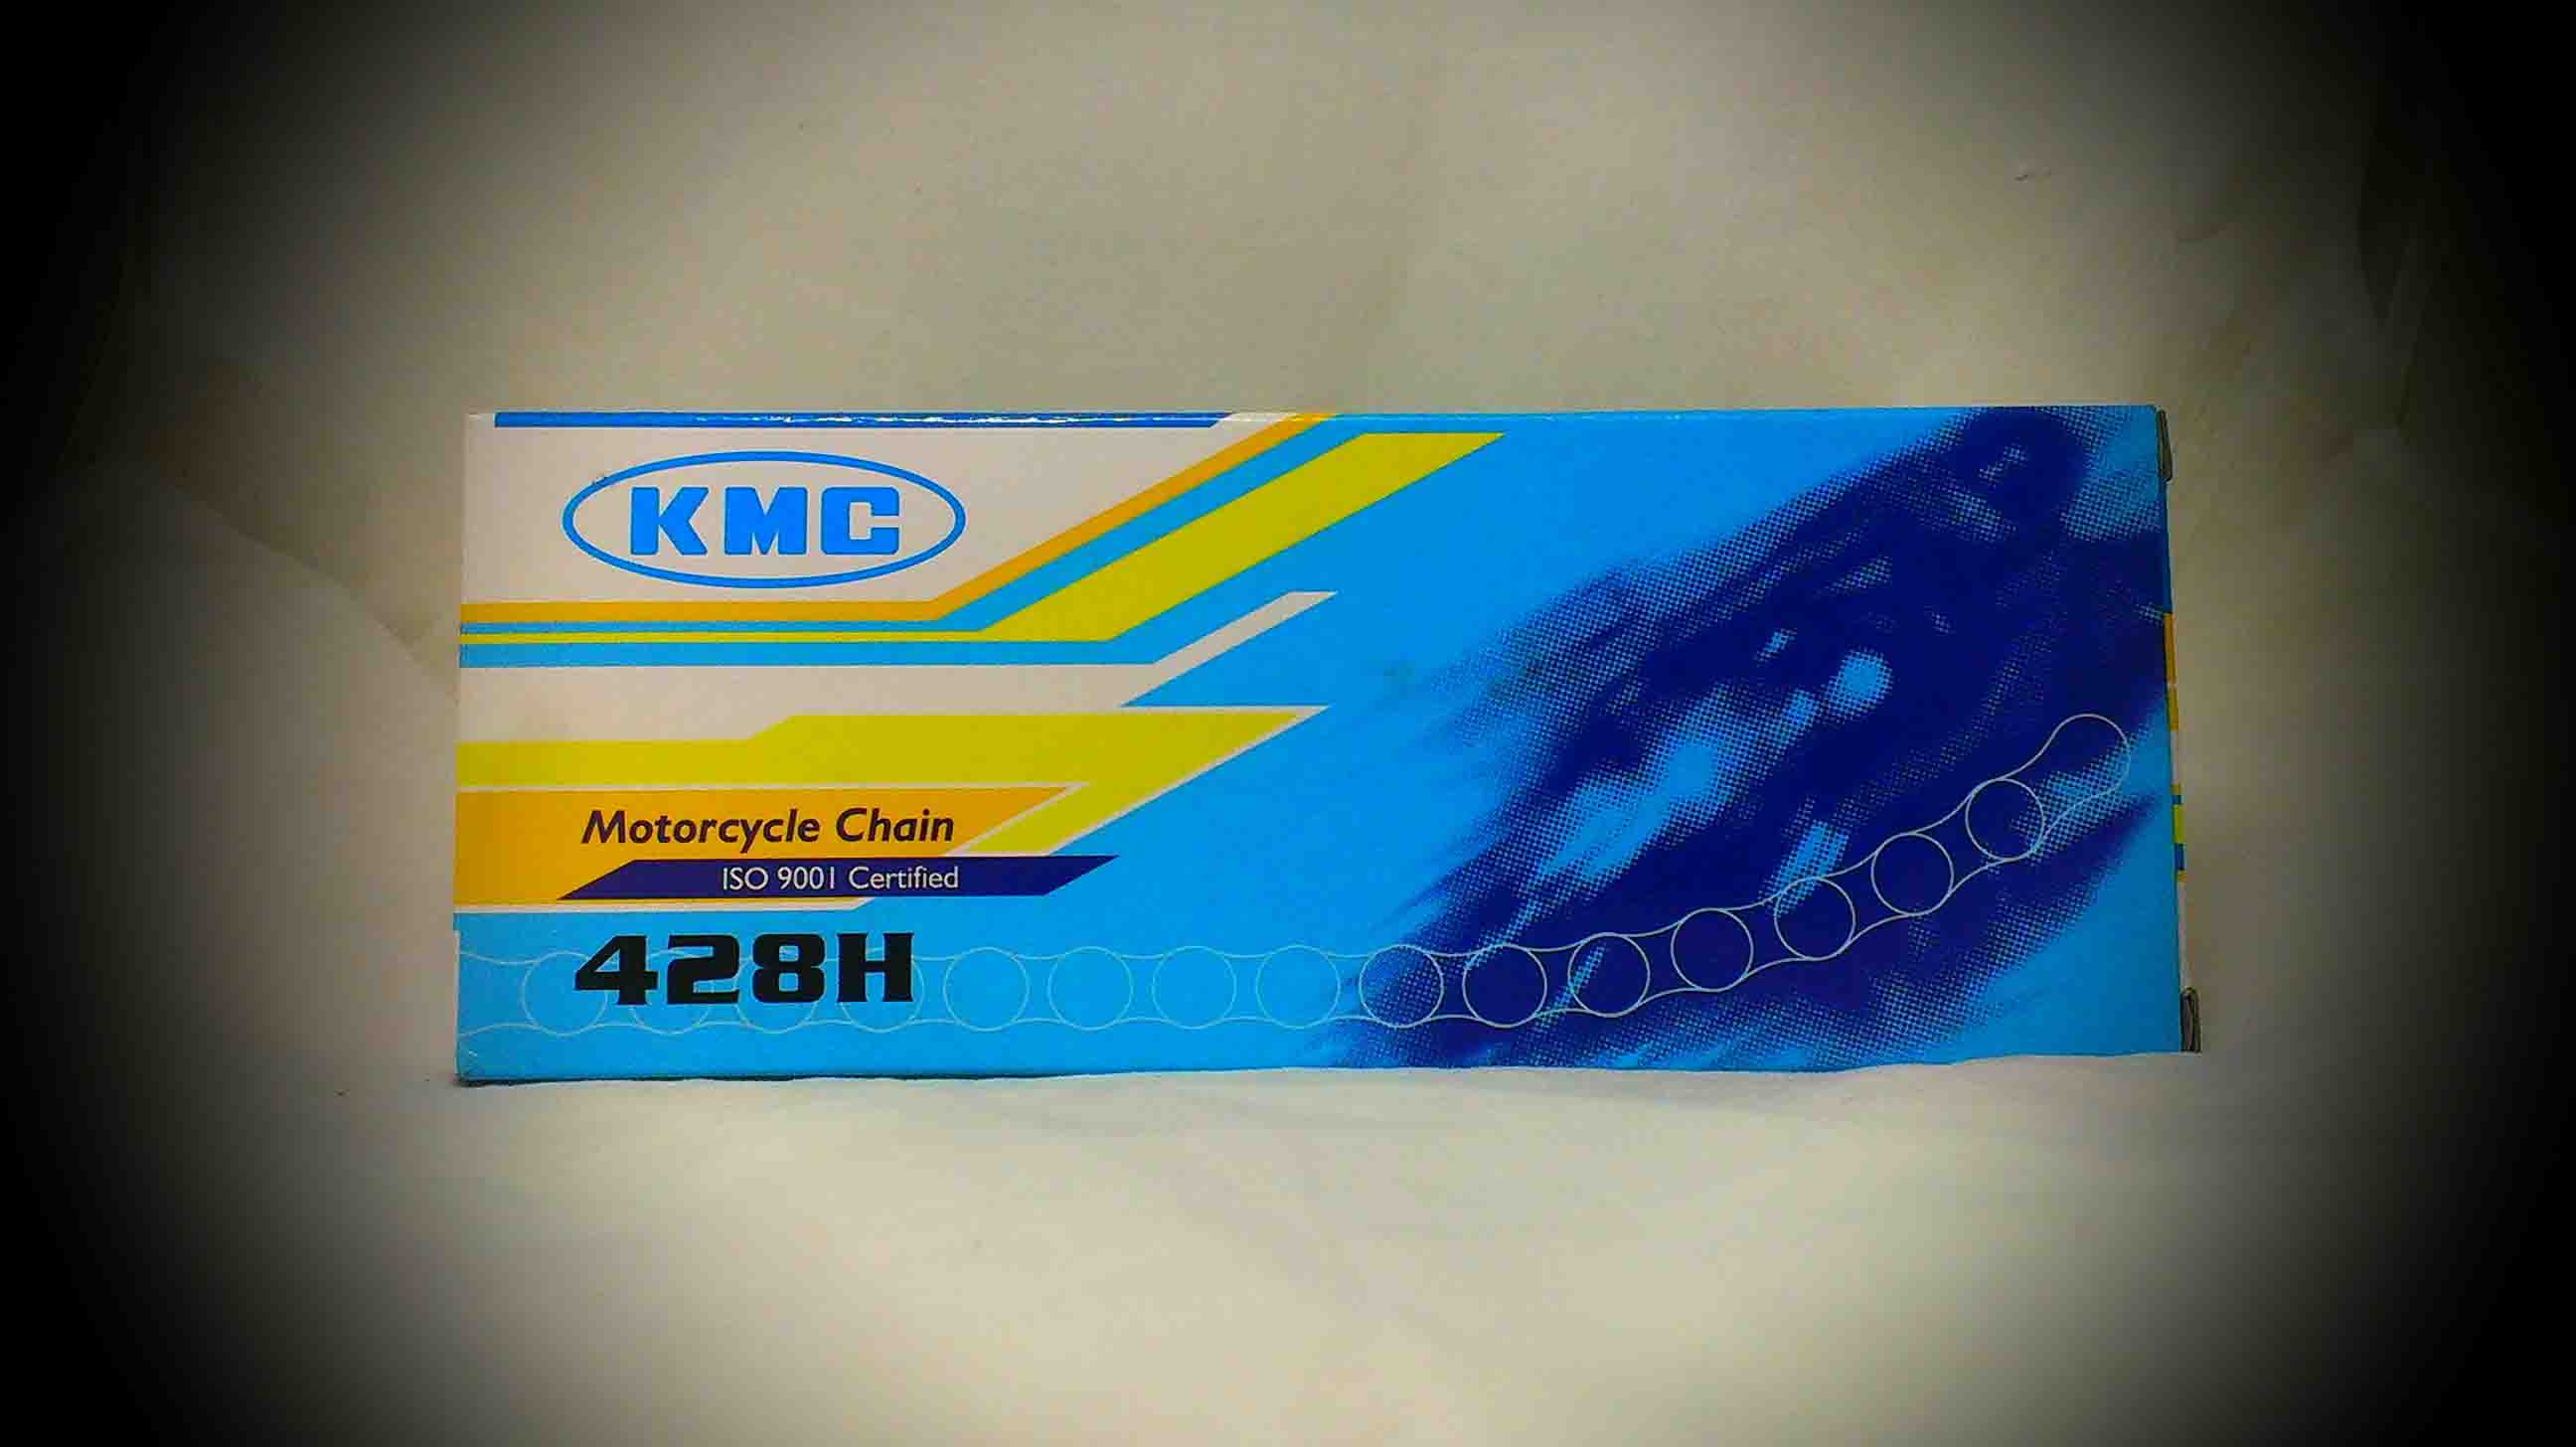 KMC
Motorcycle Chain
ISO 9001 Certified
428H